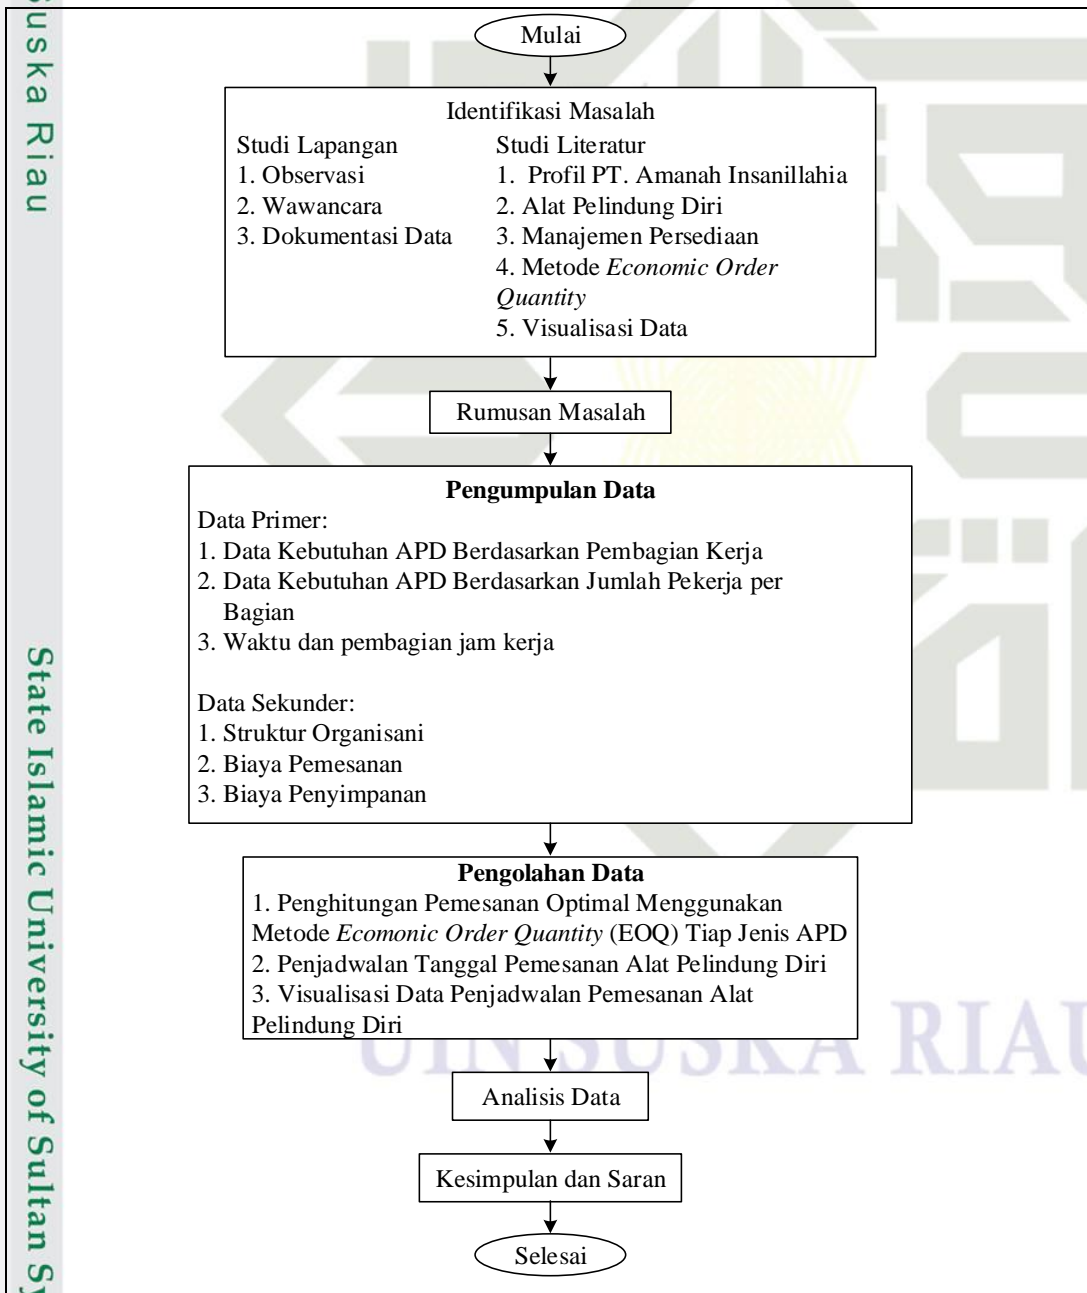 Suska Riau
State Islamic University of Sultan Sy
Mulai
Identifikasi Masalah
Studi Lapangan
1. Observasi
2. Wawancara
3. Dokumentasi Data
Studi Literatur
1. Profil PT. Amanah Insanillahia
2. Alat Pelindung Diri
3. Manajemen Persediaan
4. Metode Economic Order
Quantity
5. Visualisasi Data
Rumusan Masalah
Pengumpulan Data
Data Primer:
1. Data Kebutuhan APD Berdasarkan Pembagian Kerja
2. Data Kebutuhan APD Berdasarkan Jumlah Pekerja per
Bagian
3. Waktu dan pembagian jam kerja
Data Sekunder:
1. Struktur Organisani
2. Biaya Pemesanan
3. Biaya Penyimpanan
Pengolahan Data
1. Penghitungan Pemesanan Optimal Menggunakan
Metode Ecomonic Order Quantity (EOQ) Tiap Jenis APD
2. Penjadwalan Tanggal Pemesanan Alat Pelindung Diri
3. Visualisasi Data Penjadwalan Pemesanan Alat
Pelindung Diri
UIN SUSKA RIAU
Analisis Data
Kesimpulan dan Saran
Selesai